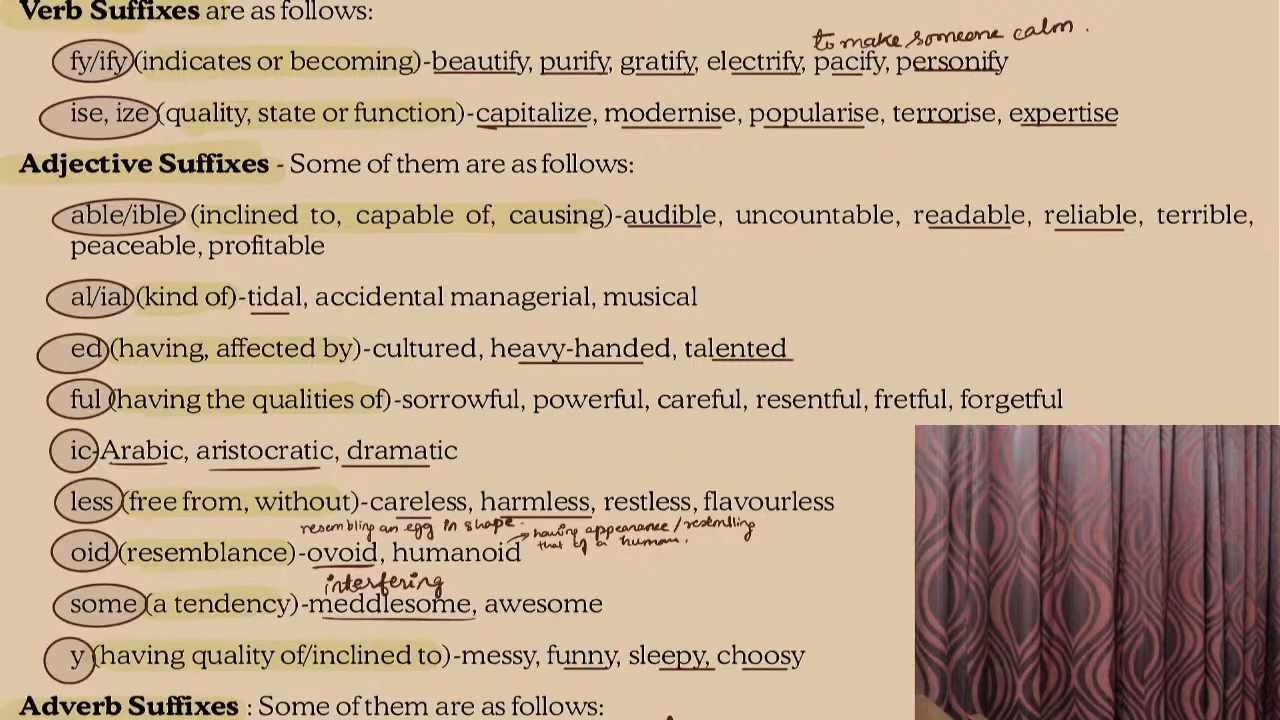 Verb Suffixes are as follows:
to make someone calm.
fy/ify (indicates or becoming)-beautify, purify, gratify, electrify, pacify, personify
ise, ize (quality, state or function)-capitalize, modernise, popularise, terrorise, expertise
Adjective Suffixes - Some of them are as follows:
able/ible (inclined to, capable of, causing)-audible, uncountable, readable, reliable, terrible,
peaceable, profitable
al/ial (kind of)-tidal, accidental managerial, musical
ed (having, affected by)-cultured, heavy-handed, talented
ful (having the qualities of)-sorrowful, powerful, careful, resentful, fretful, forgetful
ic-Arabic, aristocratic, dramatic
less (free from, without)-careless, harmless, restless, flavourless
resembling an egg in shape.
→ having appearance / resembling
that of a human.
oid (resemblance)-ovoid, humanoid
interfering
some (a tendency)-meddlesome, awesome
y (having quality of/inclined to)-messy, funny, sleepy, choosy
Adverb Suffixes : Some of them are as follows: